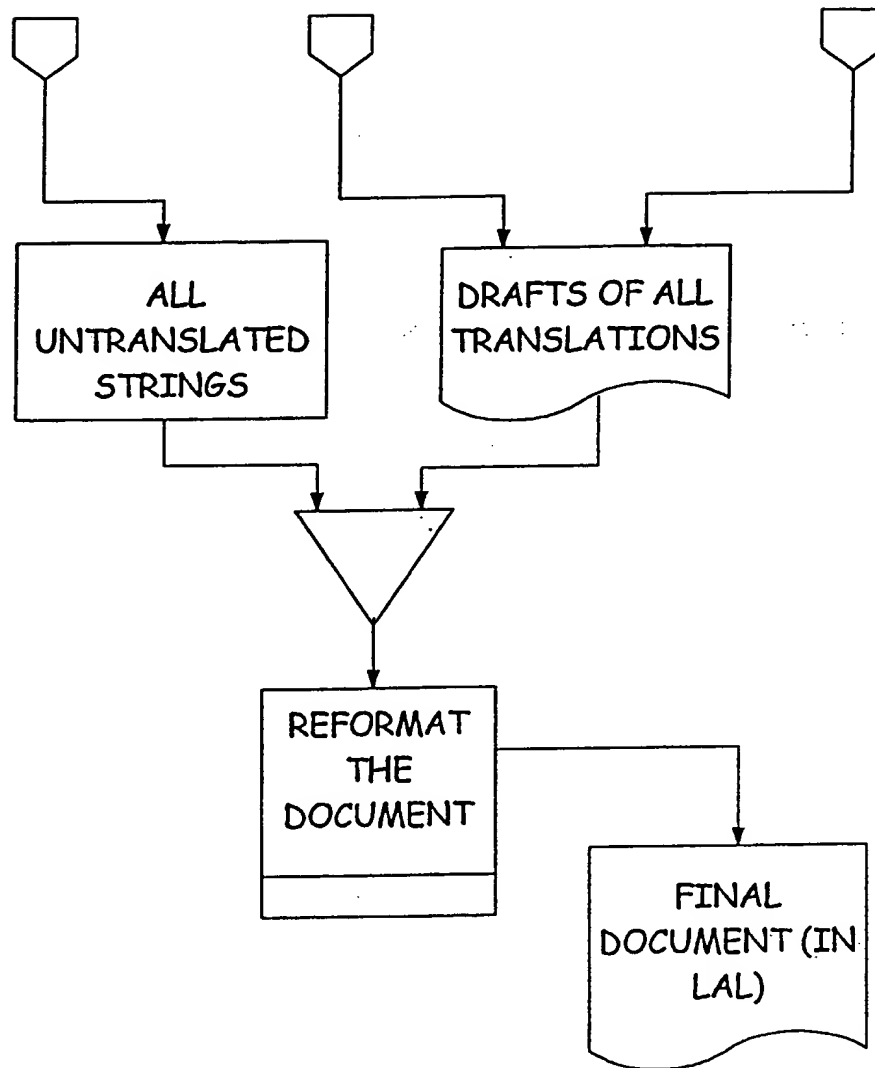 ALL
UNTRANSLATED
STRINGS
DRAFTS OF ALL
TRANSLATIONS
REFORMAT
THE
DOCUMENT
FINAL
DOCUMENT (IN
LAL)